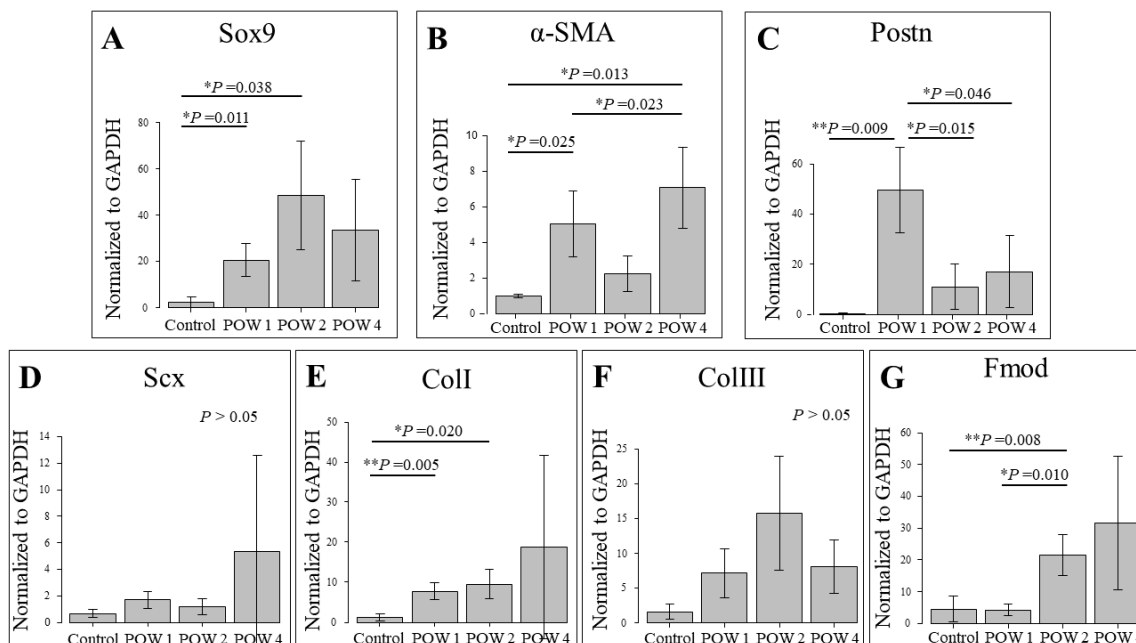 A
Sox9
*P =0.038
*P =0.011
Normalized to GAPDH
80
60
40
20
0
Control POW 1 POW 2 POW 4
B
α-SMA
*P =0.013
*P =0.023
*P =0.025
Normalized to GAPDH
10
8
6
4
2
0
Control POW 1 POW 2 POW 4
C
Postn
*P =0.046
**P =0.009 *P =0.015
Normalized to GAPDH
60
40
20
0
Control POW 1 POW 2 POW 4
D
Scx
P > 0.05
Normalized to GAPDH
14
12
10
8
6
4
2
0
Control POW 1 POW 2 POW 4
E
ColI
*P =0.020
**P =0.005
Normalized to GAPDH
50
40
30
20
10
0
Control POW 1 POW 2 POW 4
F
ColIII
P > 0.05
Normalized to GAPDH
25
20
15
10
5
0
Control POW 1 POW 2 POW 4
G
Fmod
**P =0.008
*P =0.010
Normalized to GAPDH
60
50
40
30
20
10
0
Control POW 1 POW 2 POW 4